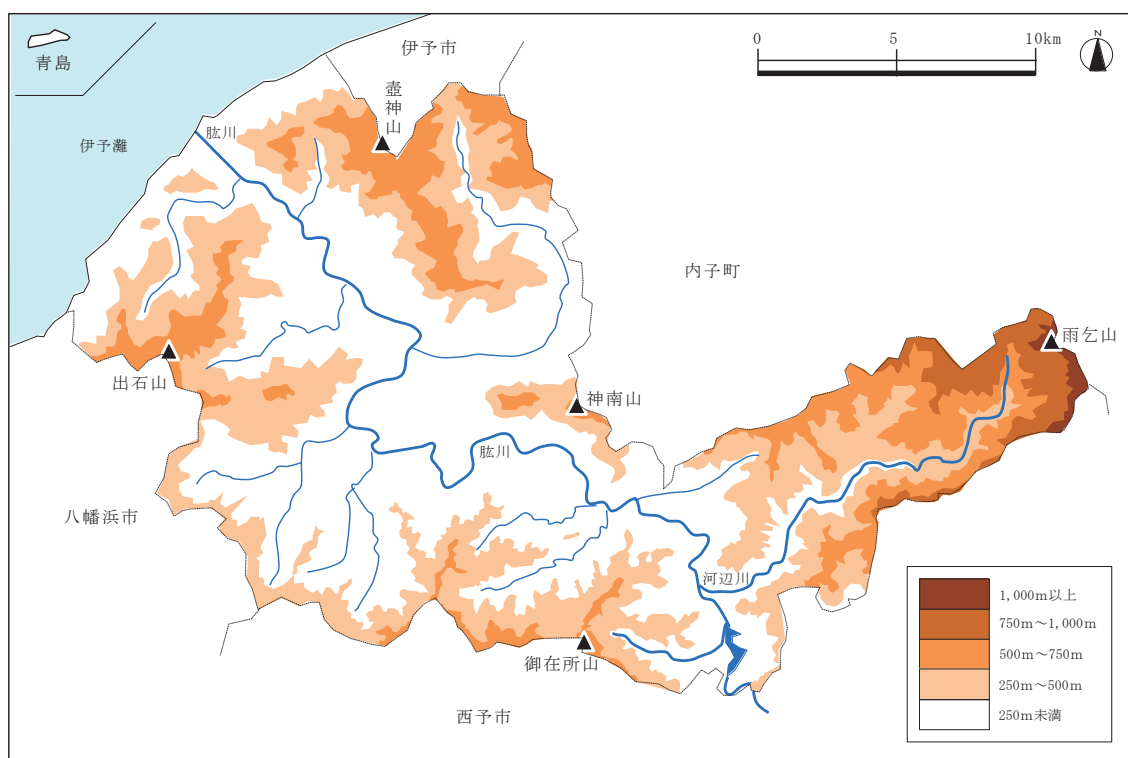 伊予市
0
5
10km
N
青島
壺神山
肱川
伊予灘
内子町
雨乞山
出石山
神南山
肱川
八幡浜市
河辺川
御在所山
西予市
1,000m以上
750m〜1,000m
500m〜750m
250m〜500m
250m未満